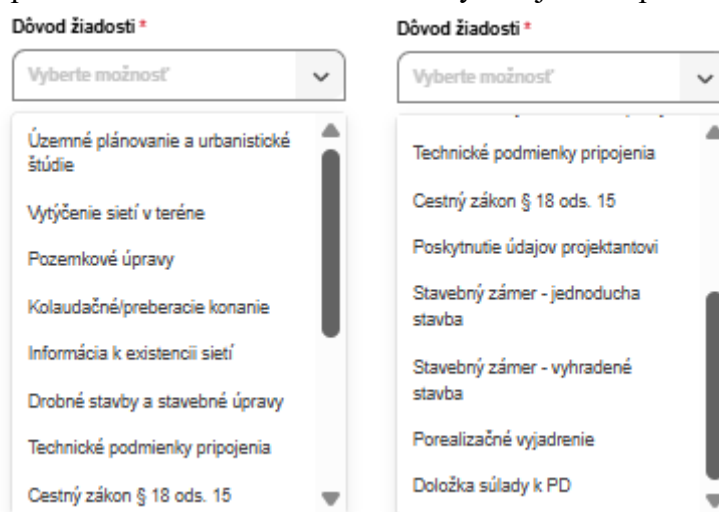 Dôvod žiadosti *
Vyberte možnosť
Územné plánovanie a urbanistické
štúdie
Vytýčenie sietí v teréne
Pozemkové úpravy
Kolaudačné/preberacie konanie
Informácia k existencii sietí
Drobné stavby a stavebné úpravy
Technické podmienky pripojenia
Cestný zákon § 18 ods. 15
Dôvod žiadosti *
Vyberte možnosť
Technické podmienky pripojenia
Cestný zákon § 18 ods. 15
Poskytnutie údajov projektantovi
Stavebný zámer - jednoducha
stavba
Stavebný zámer - vyhradené
stavba
Porealizačné vyjadrenie
Doložka súlady k PD